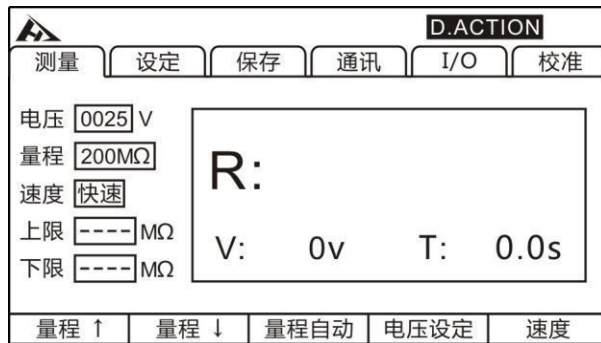 D.ACTION
测量 设定 保存 通讯 I/O 校准
电压 0025 V
量程 200MΩ
速度 快速
上限 ---- MΩ
下限 ---- MΩ
R:
V: 0v T: 0.0s
量程 ↑ 量程 ↓ 量程自动 电压设定 速度